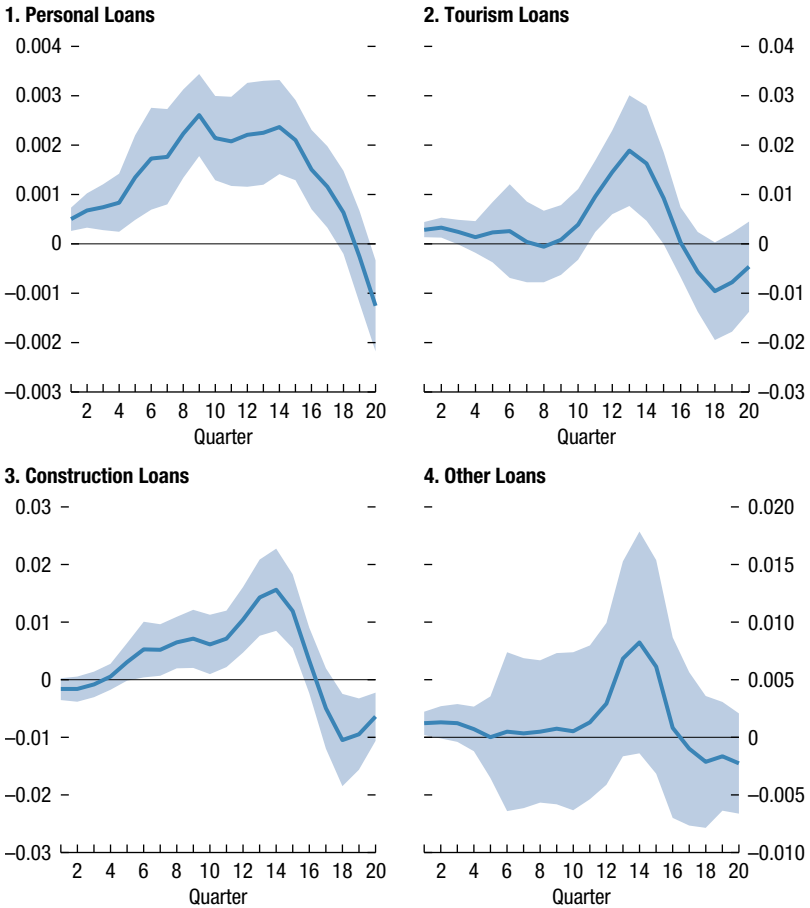 1. Personal Loans
0.004
0.003
0.002
0.001
0
–0.001
–0.002
–0.003
2 4 6 8 10 12 14 16 18 20
Quarter
2. Tourism Loans
0.04
0.03
0.02
0.01
0
–0.01
–0.02
–0.03
2 4 6 8 10 12 14 16 18 20
Quarter
3. Construction Loans
0.03
0.02
0.01
0
–0.01
–0.02
–0.03
2 4 6 8 10 12 14 16 18 20
Quarter
4. Other Loans
0.020
0.015
0.010
0.005
0
–0.005
–0.010
2 4 6 8 10 12 14 16 18 20
Quarter